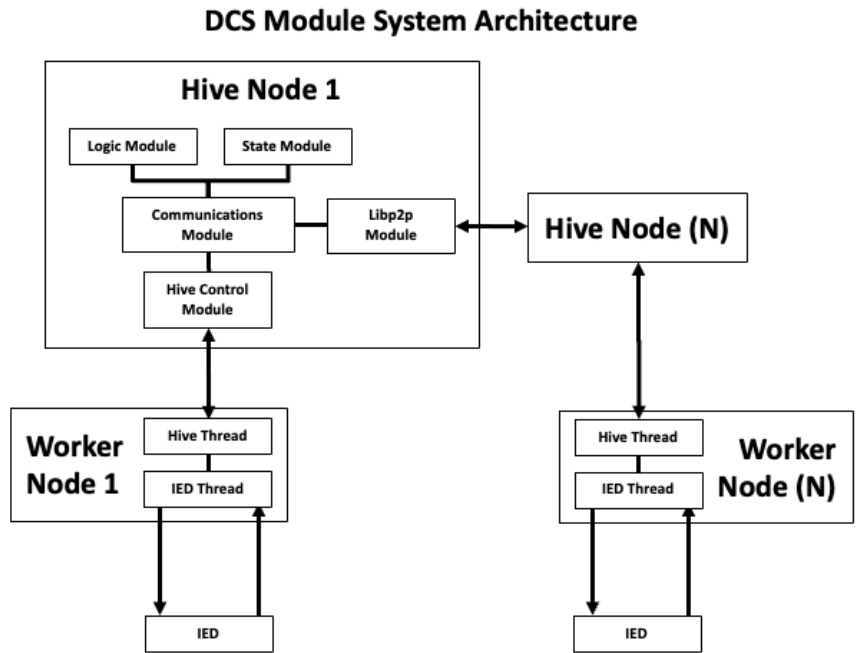 DCS Module System Architecture
Hive Node 1
Logic Module
State Module
Communications
Module
Libp2p
Module
Hive Node (N)
Hive Control
Module
Worker
Node 1
Hive Thread
IED Thread
IED
Hive Thread
IED Thread
Worker
Node (N)
IED